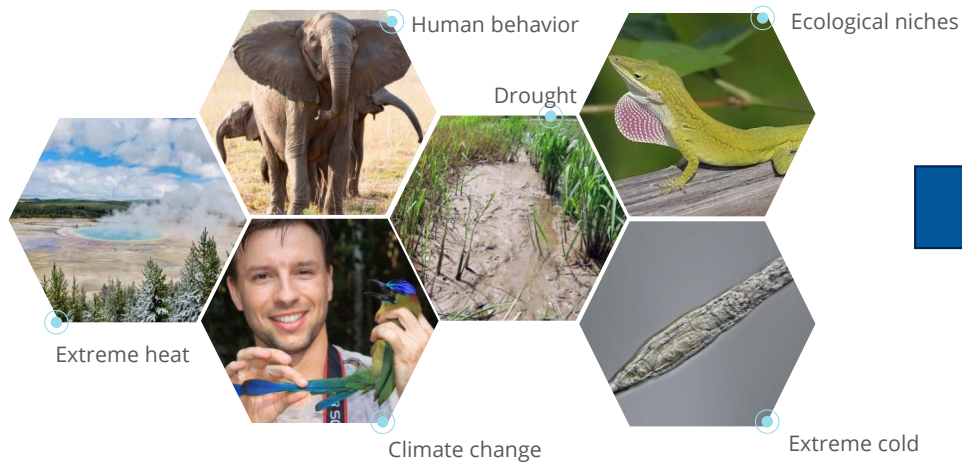 Human behavior
Ecological niches
Drought
Extreme heat
Climate change
Extreme cold